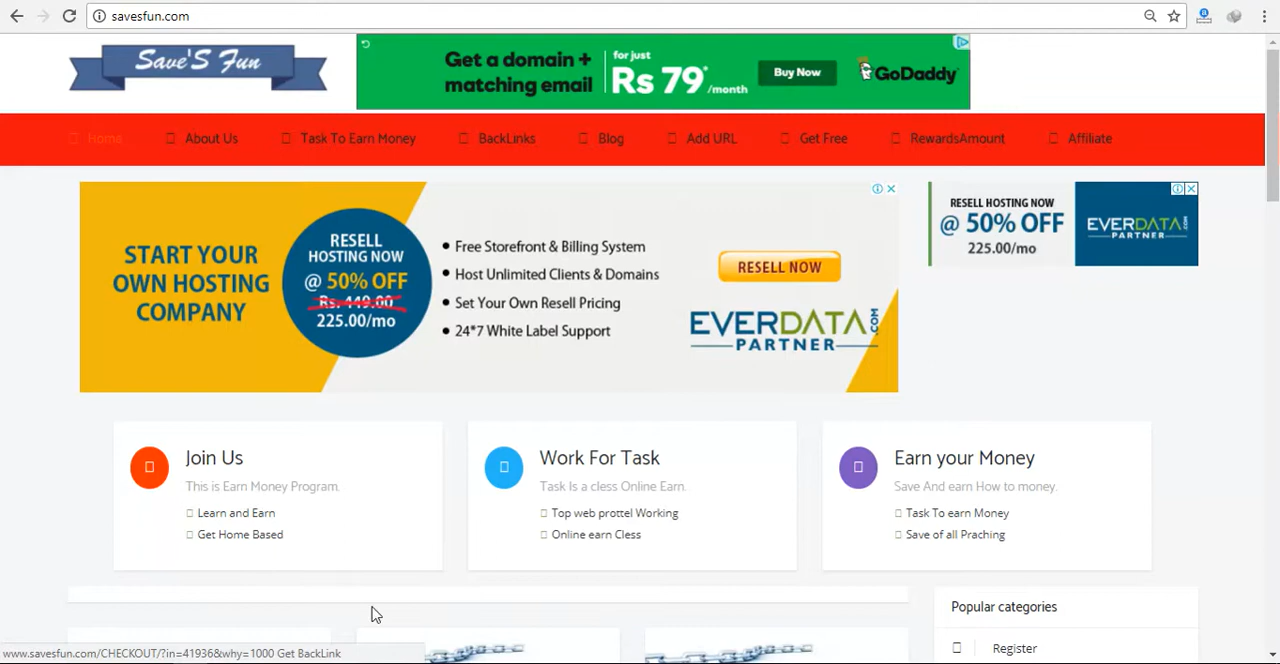 savesfun.com
Save'S Fun
Get a domain +
matching email
for just
Rs 79*
/month
Buy Now
GoDaddy
Home
About Us
Task To Earn Money
BackLinks
Blog
Add URL
Get Free
RewardsAmount
Affiliate
START YOUR
OWN HOSTING
COMPANY
RESELL
HOSTING NOW
@ 50% OFF
Rs. 449.00
225.00/mo
Free Storefront & Billing System
Host Unlimited Clients & Domains
Set Your Own Resell Pricing
24*7 White Label Support
RESELL NOW
EVERDATA.COM
PARTNER
RESELL HOSTING NOW
@ 50% OFF
225.00/mo
EVERDATA.COM
PARTNER
Join Us
This is Earn Money Program.
Learn and Earn
Get Home Based
Work For Task
Task Is a cless Online Earn.
Top web prottel Working
Online earn Cless
Earn your Money
Save And earn How to money.
Task To earn Money
Save of all Praching
Popular categories
Register
www.savesfun.com/CHECKOUT/?in=41936&why=1000 Get BackLink